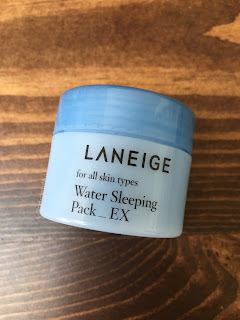 LANEIGE
for all skin types
Water Sleeping
Pack_EX